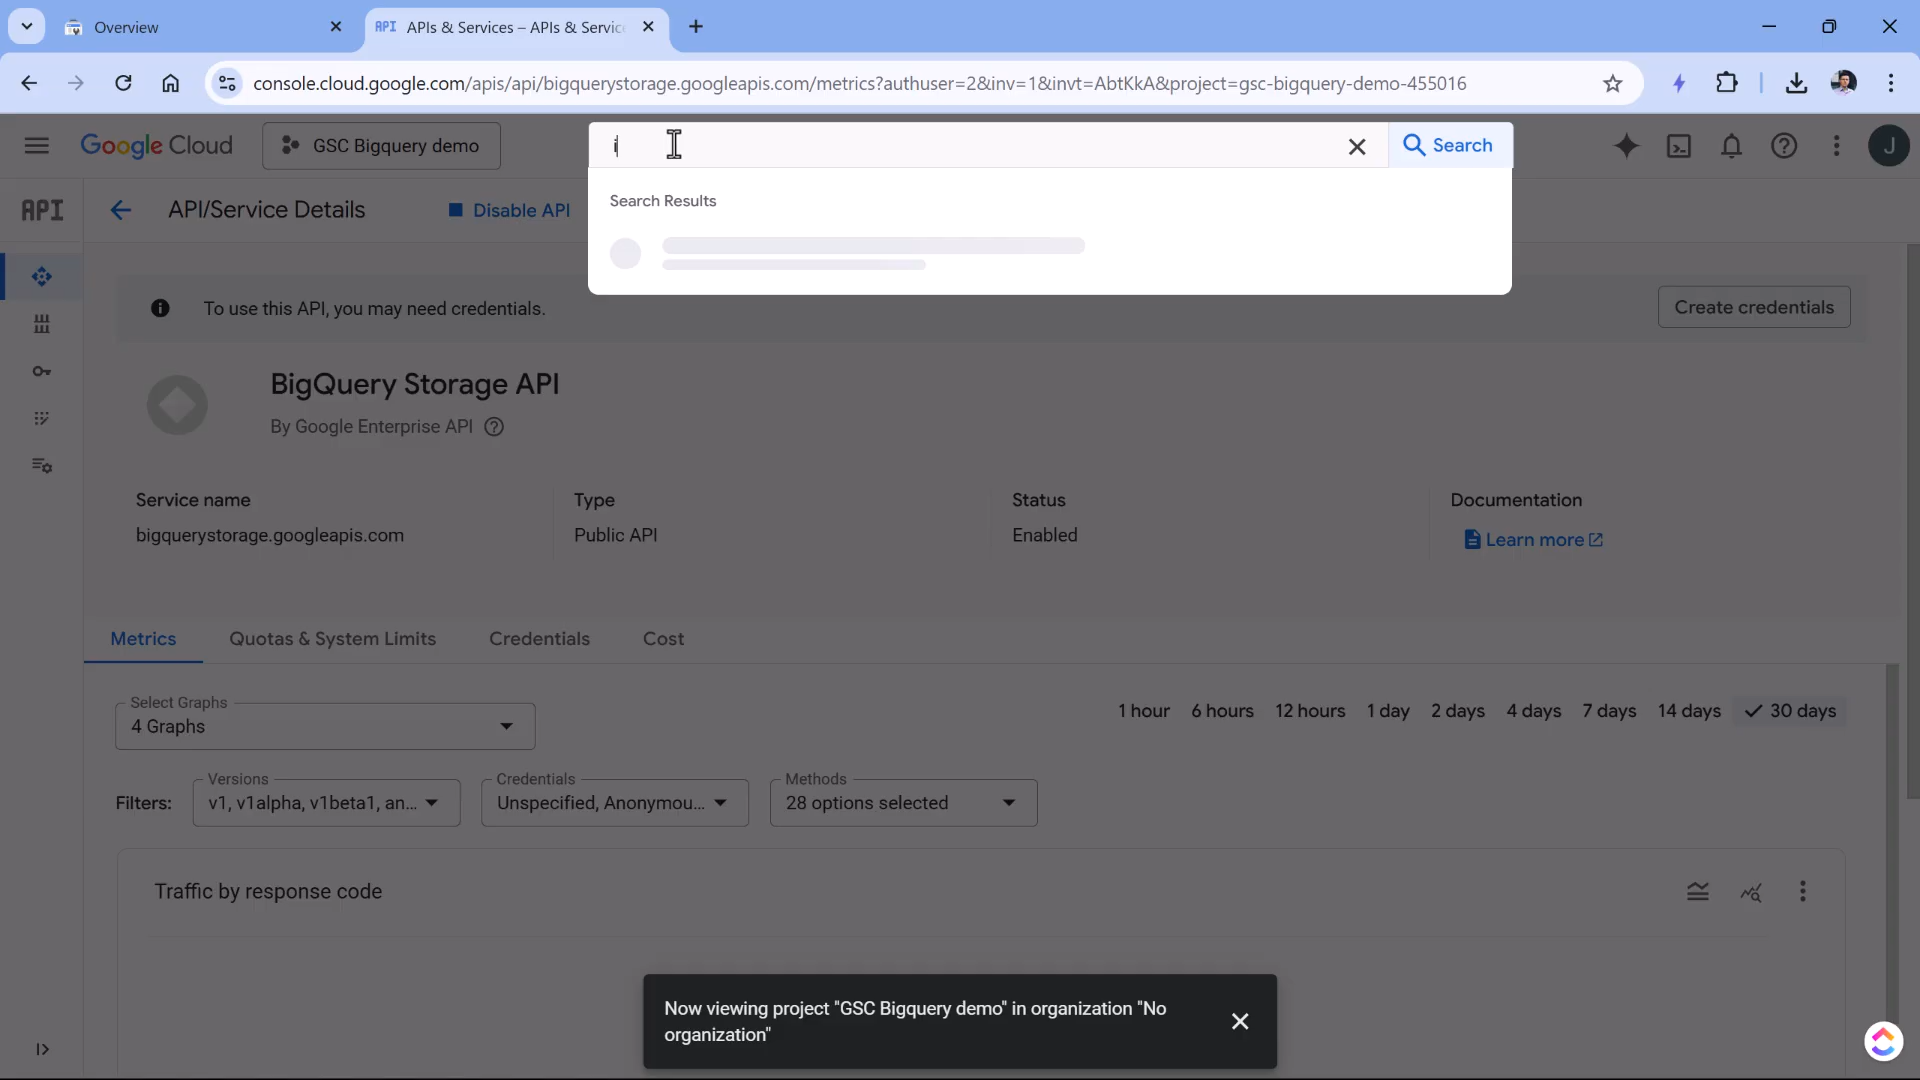 Overview
API APIs & Services – APIs & Service
console.cloud.google.com/apis/api/bigquerystorage.googleapis.com/metrics?authuser=2&inv=1&invt=AbtKkA&project=gsc-bigquery-demo-455016
Google Cloud
GSC Bigquery demo
i
Search
J
Search Results
API
API/Service Details
Disable API
To use this API, you may need credentials.
Create credentials
BigQuery Storage API
By Google Enterprise API
Service name
Type
Status
Documentation
bigquerystorage.googleapis.com
Public API
Enabled
Learn more
Metrics
Quotas & System Limits
Credentials
Cost
Select Graphs
4 Graphs
1 hour
6 hours
12 hours
1 day
2 days
4 days
7 days
14 days
30 days
Filters:
Versions
v1, v1alpha, v1beta1, an...
Credentials
Unspecified, Anonymou...
Methods
28 options selected
Traffic by response code
Now viewing project "GSC Bigquery demo" in organization "No
organization"